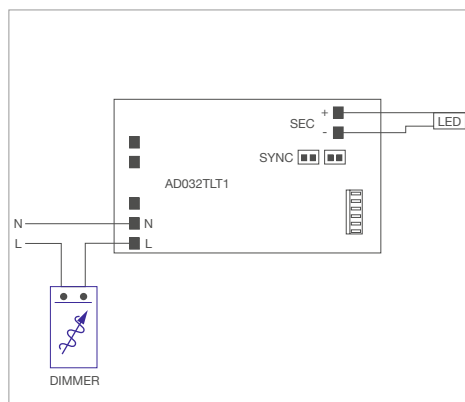 +
SEC
-
LED
SYNC
AD032TLT1
N
N
L
L
DIMMER